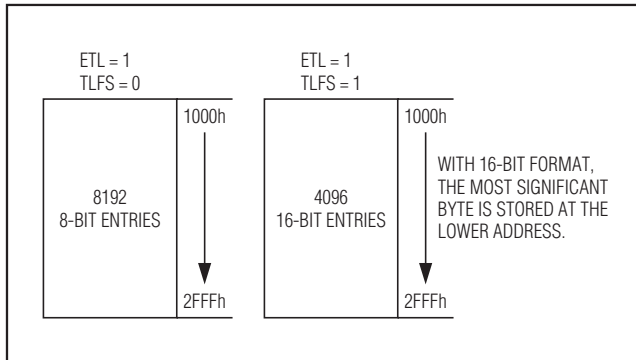 ETL = 1
TLFS = 0
1000h
8192
8-BIT ENTRIES
2FFFh
ETL = 1
TLFS = 1
1000h
4096
16-BIT ENTRIES
2FFFh
WITH 16-BIT FORMAT,
THE MOST SIGNIFICANT
BYTE IS STORED AT THE
LOWER ADDRESS.